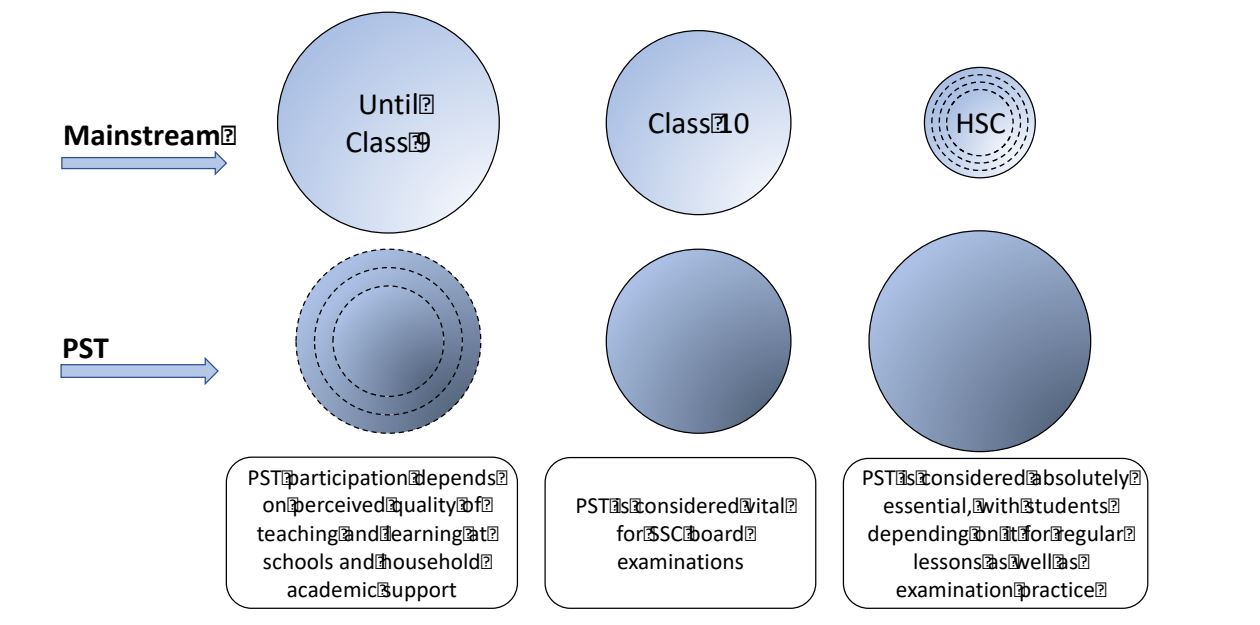 Until
Class 9
Class 10
HSC
Mainstream
PST
PST participation depends
on perceived quality of
teaching and learning at
schools and household
academic support
PST is considered vital
for SSC board
examinations
PST is considered absolutely
essential, with students
depending on it for regular
lessons as well as
examination practice